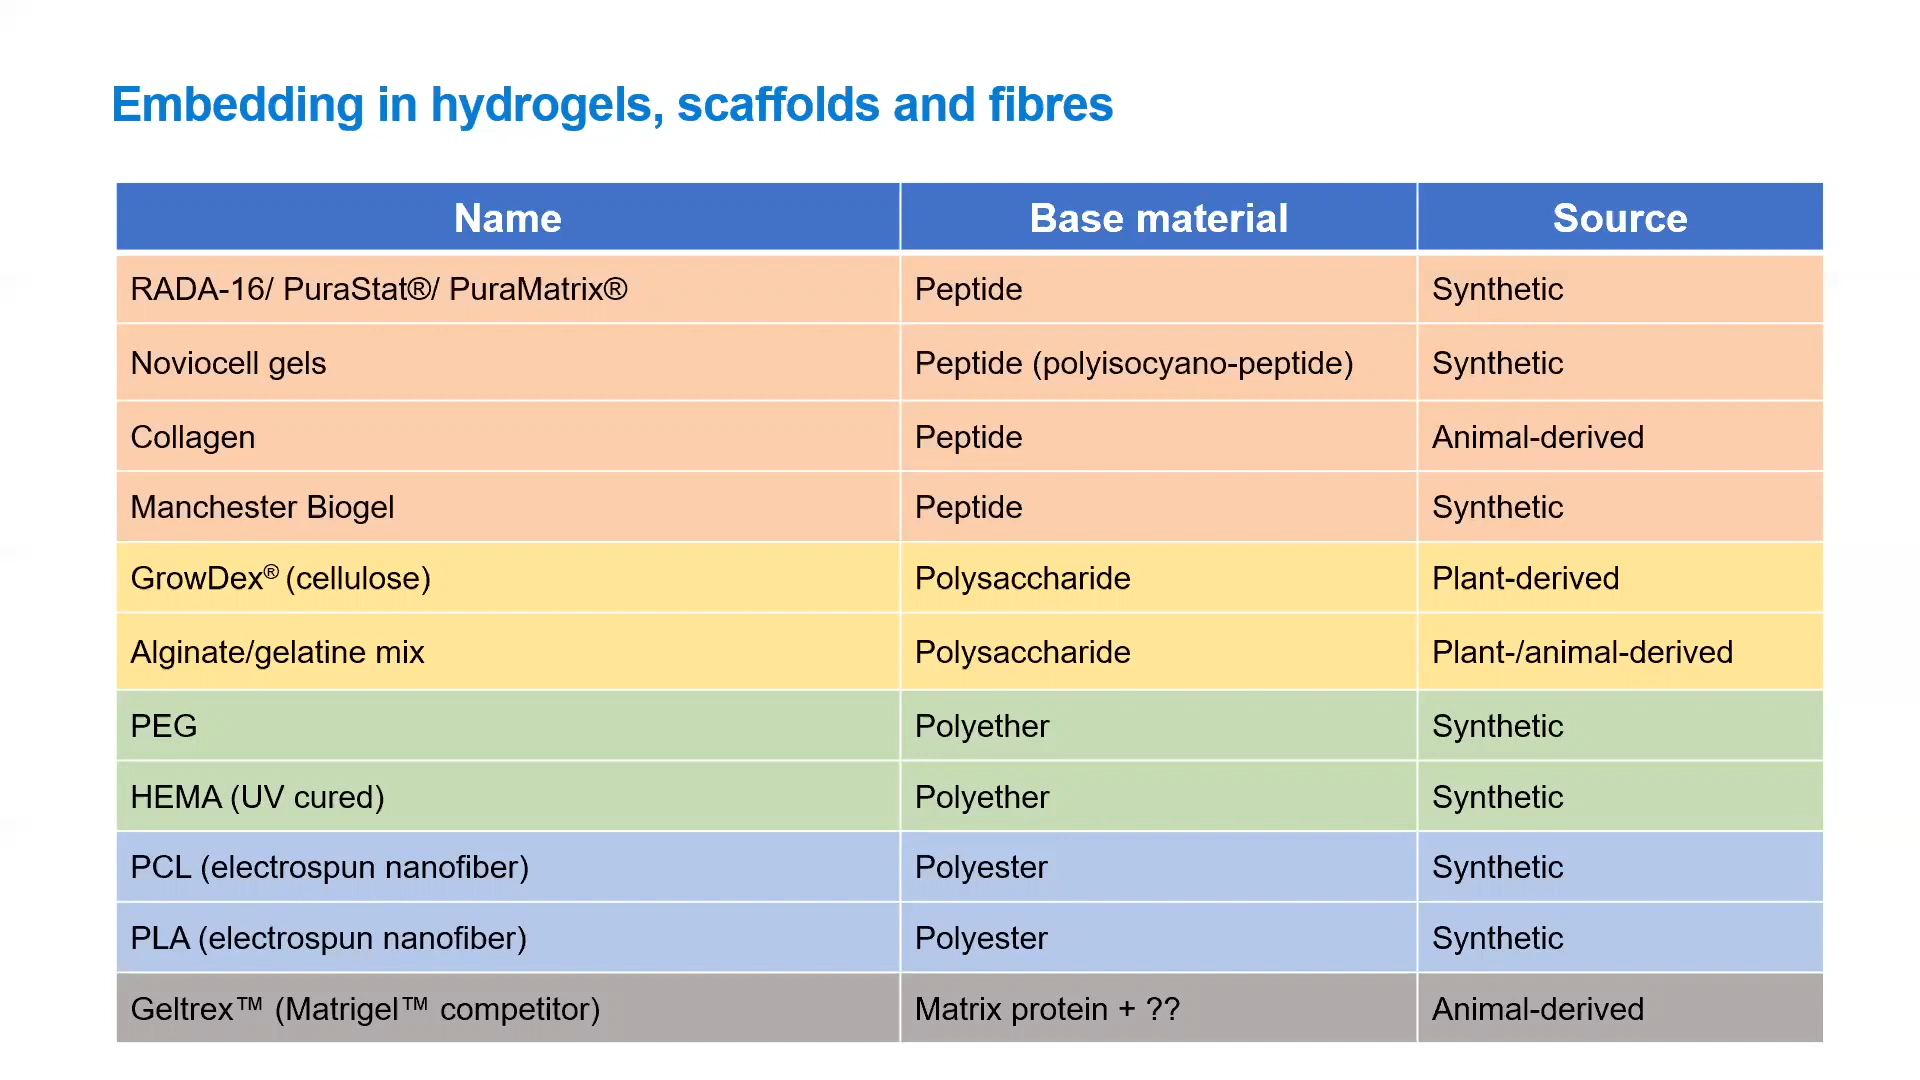 Embedding in hydrogels, scaffolds and fibres
Name Base material Source
RADA-16/ PuraStat®/ PuraMatrix® Peptide Synthetic
Noviocell gels Peptide (polyisocyano-peptide) Synthetic
Collagen Peptide Animal-derived
Manchester Biogel Peptide Synthetic
GrowDex® (cellulose) Polysaccharide Plant-derived
Alginate/gelatine mix Polysaccharide Plant-/animal-derived
PEG Polyether Synthetic
HEMA (UV cured) Polyether Synthetic
PCL (electrospun nanofiber) Polyester Synthetic
PLA (electrospun nanofiber) Polyester Synthetic
Geltrex™ (Matrigel™ competitor) Matrix protein + ?? Animal-derived